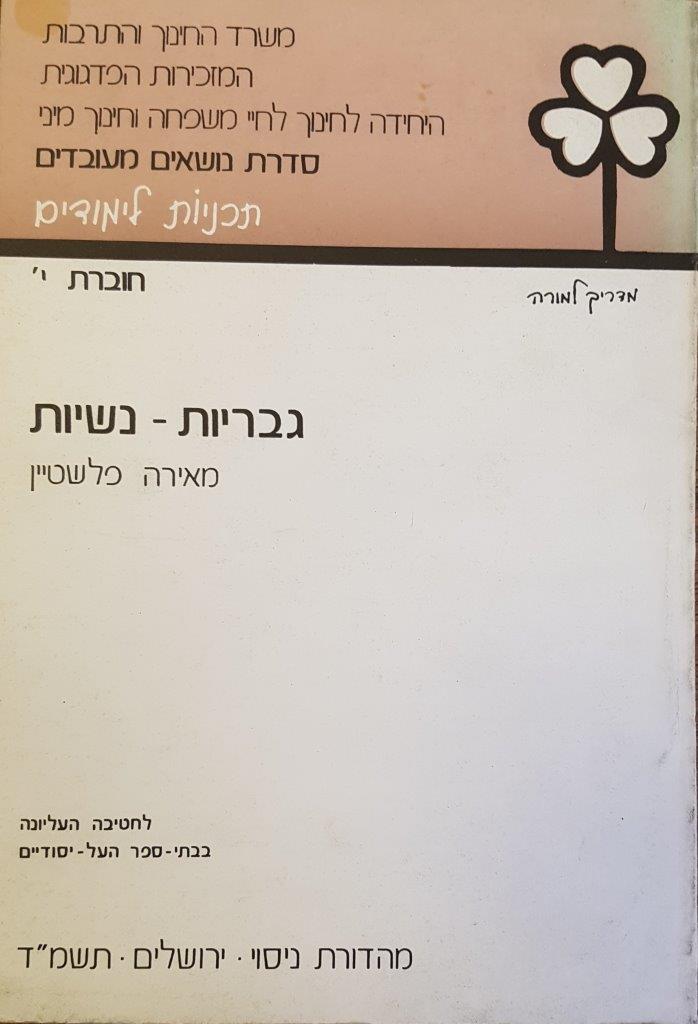 משרד החינוך והתרבות
המזכירות הפדגוגית
היחידה לחינוך לחיי משפחה וחינוך מיני
סדרת נושאים מעובדים
תכניות לימודים
חוברת י׳
מדריך למורה
גבריות - נשיות
מאירה פלשטיין
לחטיבה העליונה
בבתי-ספר העל-יסודיים
מהדורת ניסוי · ירושלים · תשמ״ד